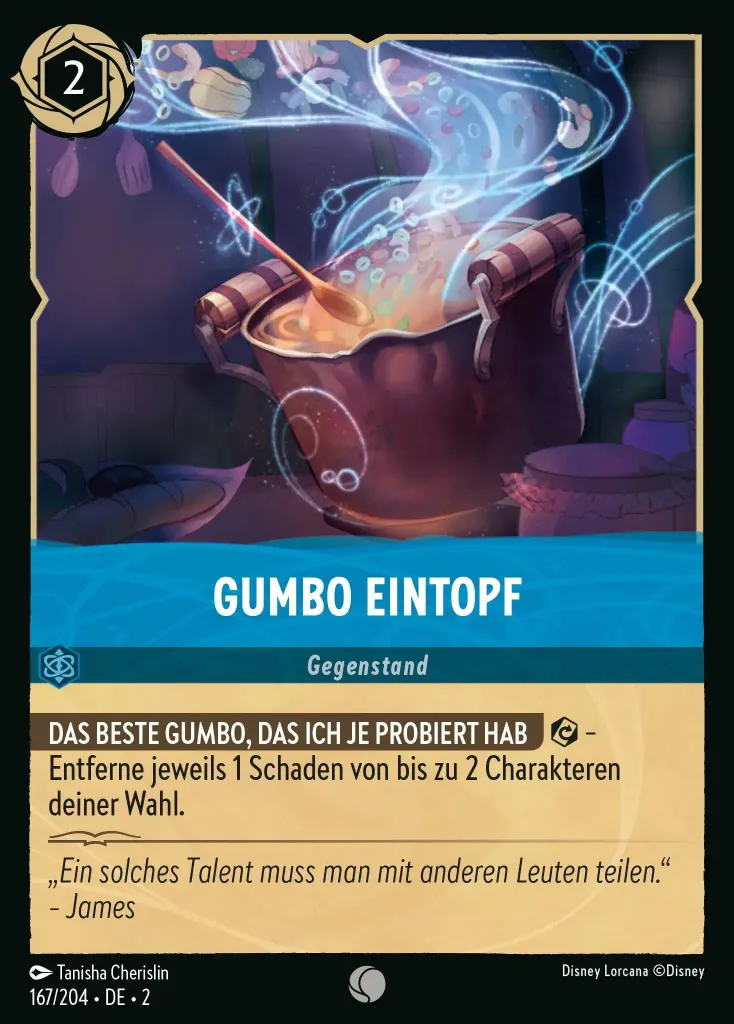 2
GUMBO EINTOPF
Gegenstand
DAS BESTE GUMBO, DAS ICH JE PROBIERT HAB –
Entferne jeweils 1 Schaden von bis zu 2 Charakteren
deiner Wahl.
„Ein solches Talent muss man mit anderen Leuten teilen.“
– James
Tanisha Cherislin
Disney Lorcana ©Disney
167/204 • DE • 2